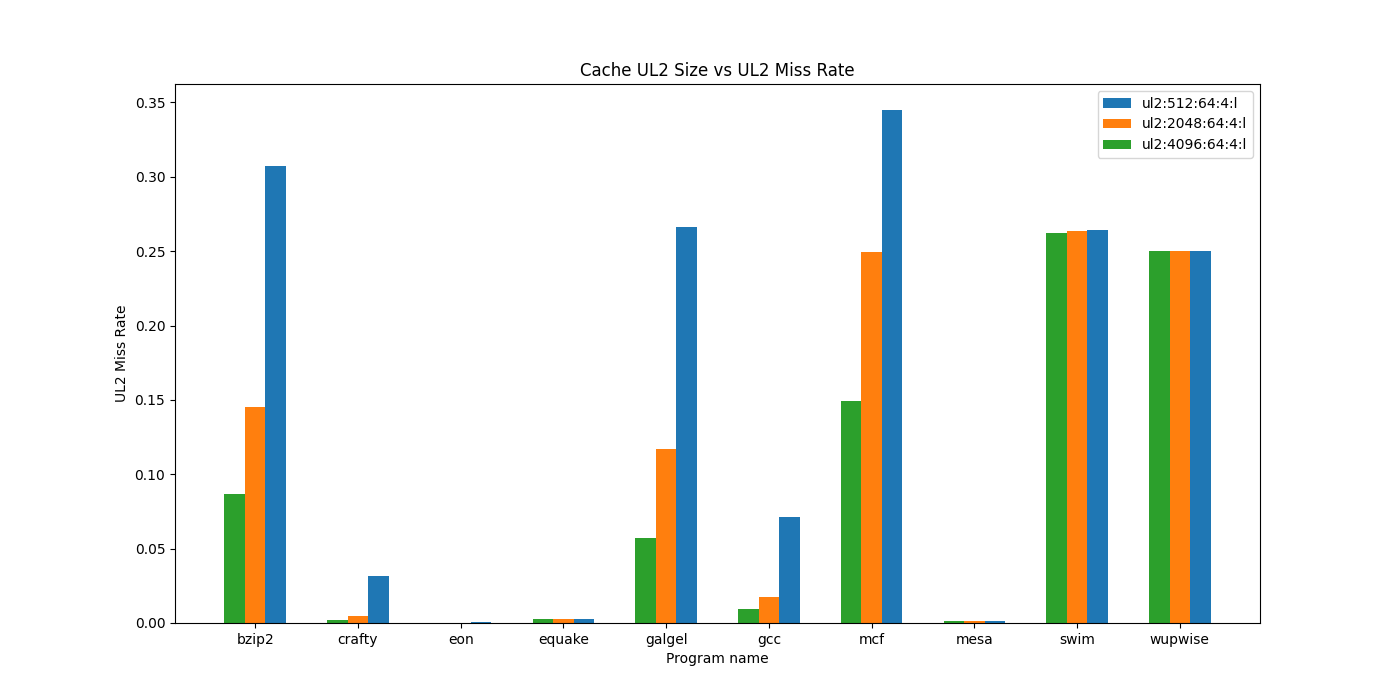 Cache UL2 Size vs UL2 Miss Rate
ul2:512:64:4:l
ul2:2048:64:4:l
ul2:4096:64:4:l
UL2 Miss Rate
0.35
0.30
0.25
0.20
0.15
0.10
0.05
0.00
bzip2 crafty eon equake galgel gcc mcf mesa swim wupwise
Program name